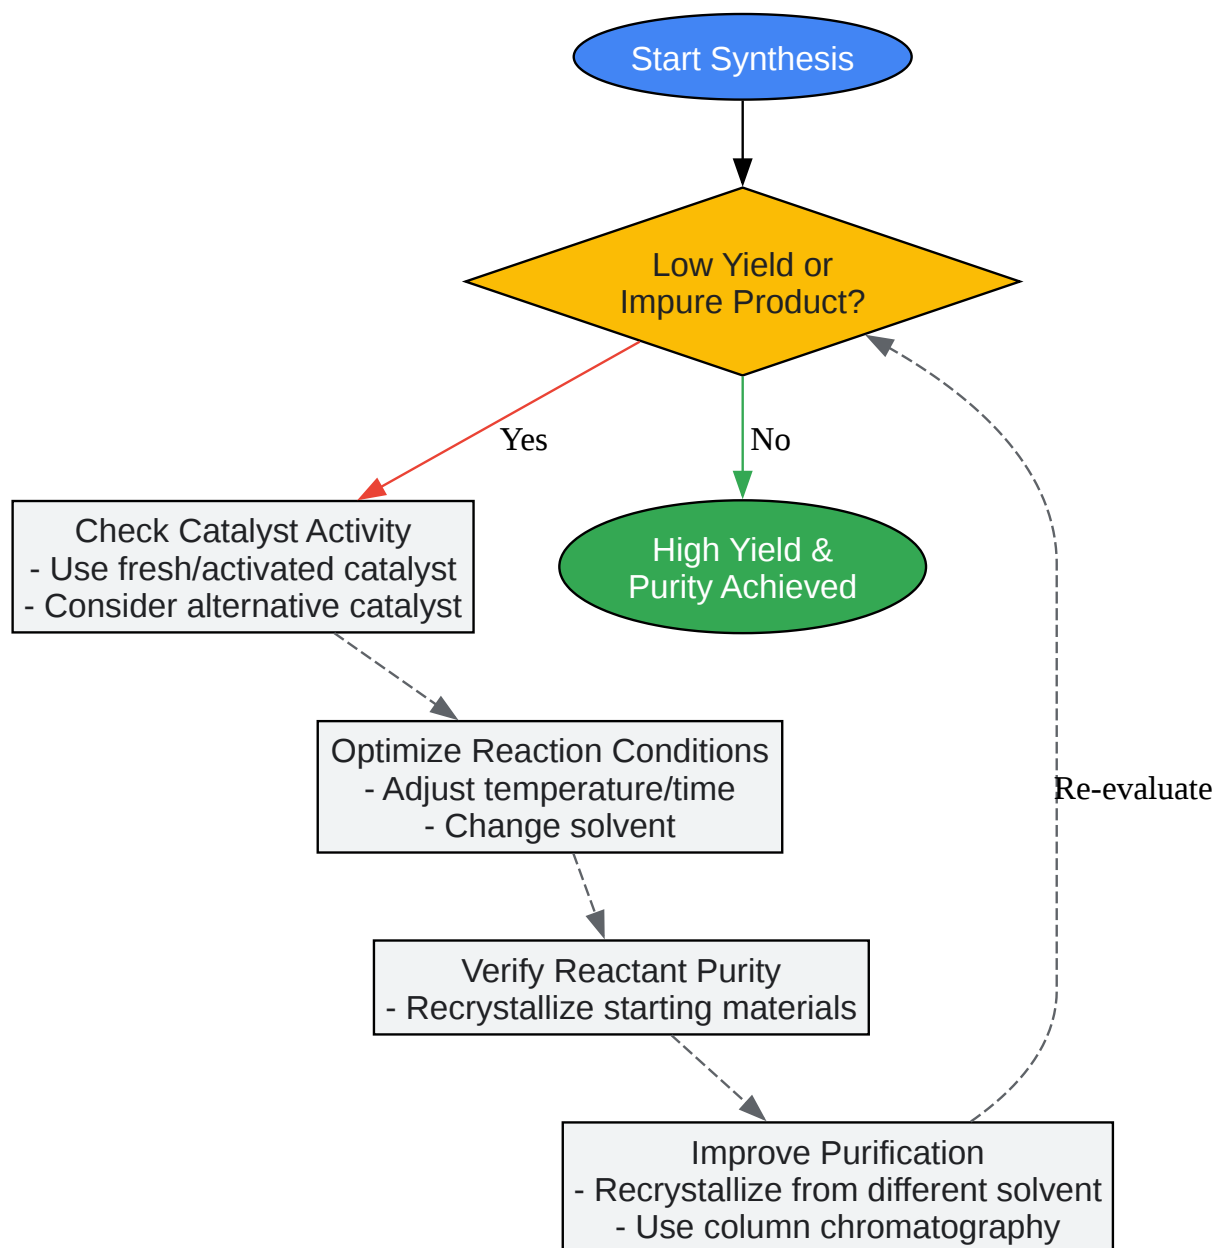 Start Synthesis
Low Yield or
Impure Product?
Yes
No
Check Catalyst Activity
- Use fresh/activated catalyst
- Consider alternative catalyst
High Yield &
Purity Achieved
Optimize Reaction Conditions
- Adjust temperature/time
- Change solvent
Re-evaluate
Verify Reactant Purity
- Recrystallize starting materials
Improve Purification
- Recrystallize from different solvent
- Use column chromatography